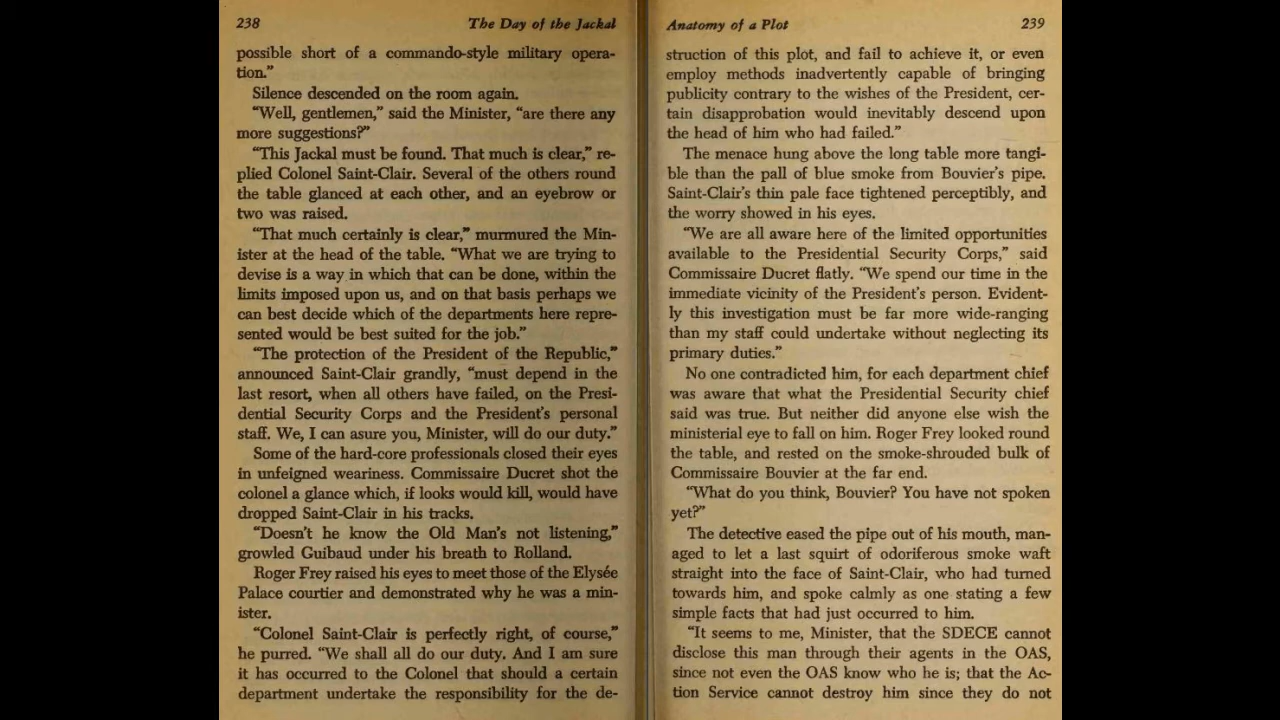 238 The Day of the Jackal
possible short of a commando-style military opera-
tion."
Silence descended on the room again.
"Well, gentlemen," said the Minister, "are there any
more suggestions?"
"This Jackal must be found. That much is clear," re-
plied Colonel Saint-Clair. Several of the others round
the table glanced at each other, and an eyebrow or
two was raised.
"That much certainly is clear," murmured the Min-
ister at the head of the table. "What we are trying to
devise is a way in which that can be done, within the
limits imposed upon us, and on that basis perhaps we
can best decide which of the departments here repre-
sented would be best suited for the job."
"The protection of the President of the Republic,"
announced Saint-Clair grandly, "must depend in the
last resort, when all others have failed, on the Presi-
dential Security Corps and the President's personal
staff. We, I can asure you, Minister, will do our duty."
Some of the hard-core professionals closed their eyes
in unfeigned weariness. Commissaire Ducret shot the
colonel a glance which, if looks would kill, would have
dropped Saint-Clair in his tracks.
"Doesn't he know the Old Man's not listening,"
growled Guibaud under his breath to Rolland.
Roger Frey raised his eyes to meet those of the Elysée
Palace courtier and demonstrated why he was a min-
ister.
"Colonel Saint-Clair is perfectly right, of course,"
he purred. "We shall all do our duty. And I am sure
it has occurred to the Colonel that should a certain
department undertake the responsibility for the de-
Anatomy of a Plot 239
struction of this plot, and fail to achieve it, or even
employ methods inadvertently capable of bringing
publicity contrary to the wishes of the President, cer-
tain disapprobation would inevitably descend upon
the head of him who had failed."
The menace hung above the long table more tangi-
ble than the pall of blue smoke from Bouvier's pipe.
Saint-Clair's thin pale face tightened perceptibly, and
the worry showed in his eyes.
"We are all aware here of the limited opportunities
available to the Presidential Security Corps," said
Commissaire Ducret flatly. "We spend our time in the
immediate vicinity of the President's person. Evident-
ly this investigation must be far more wide-ranging
than my staff could undertake without neglecting its
primary duties."
No one contradicted him, for each department chief
was aware that what the Presidential Security chief
said was true. But neither did anyone else wish the
ministerial eye to fall on him. Roger Frey looked round
the table, and rested on the smoke-shrouded bulk of
Commissaire Bouvier at the far end.
"What do you think, Bouvier? You have not spoken
yet?"
The detective eased the pipe out of his mouth, man-
aged to let a last squirt of odoriferous smoke waft
straight into the face of Saint-Clair, who had turned
towards him, and spoke calmly as one stating a few
simple facts that had just occurred to him.
"It seems to me, Minister, that the SDECE cannot
disclose this man through their agents in the OAS,
since not even the OAS know who he is; that the Ac-
tion Service cannot destroy him since they do not